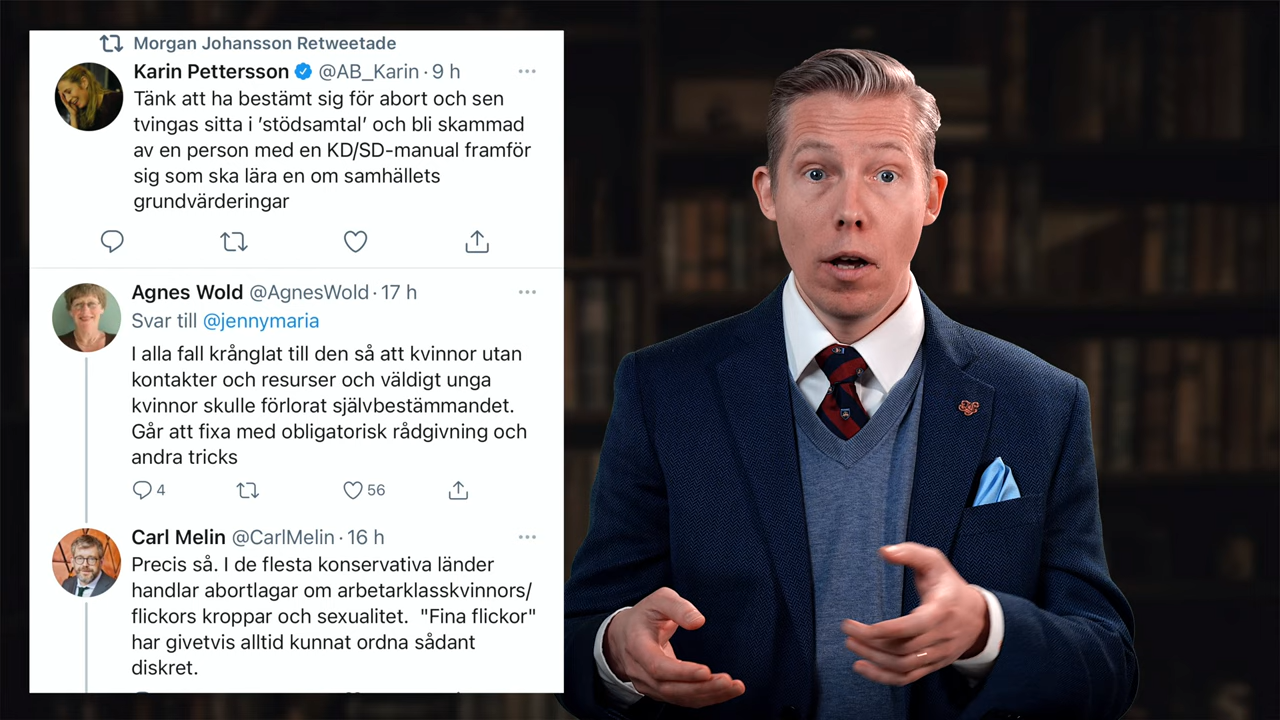 Morgan Johansson Retweetade
Karin Pettersson @AB_Karin · 9 h
Tänk att ha bestämt sig för abort och sen
tvingas sitta i ’stödsamtal’ och bli skammad
av en person med en KD/SD-manual framför
sig som ska lära en om samhällets
grundvärderingar
Agnes Wold @AgnesWold · 17 h
Svar till @jennymaria
I alla fall krånglat till den så att kvinnor utan
kontakter och resurser och väldigt unga
kvinnor skulle förlorat självbestämmandet.
Går att fixa med obligatorisk rådgivning och
andra tricks
4 56
Carl Melin @CarlMelin · 16 h
Precis så. I de flesta konservativa länder
handlar abortlagar om arbetarklasskvinnors/
flickors kroppar och sexualitet. "Fina flickor"
har givetvis alltid kunnat ordna sådant
diskret.